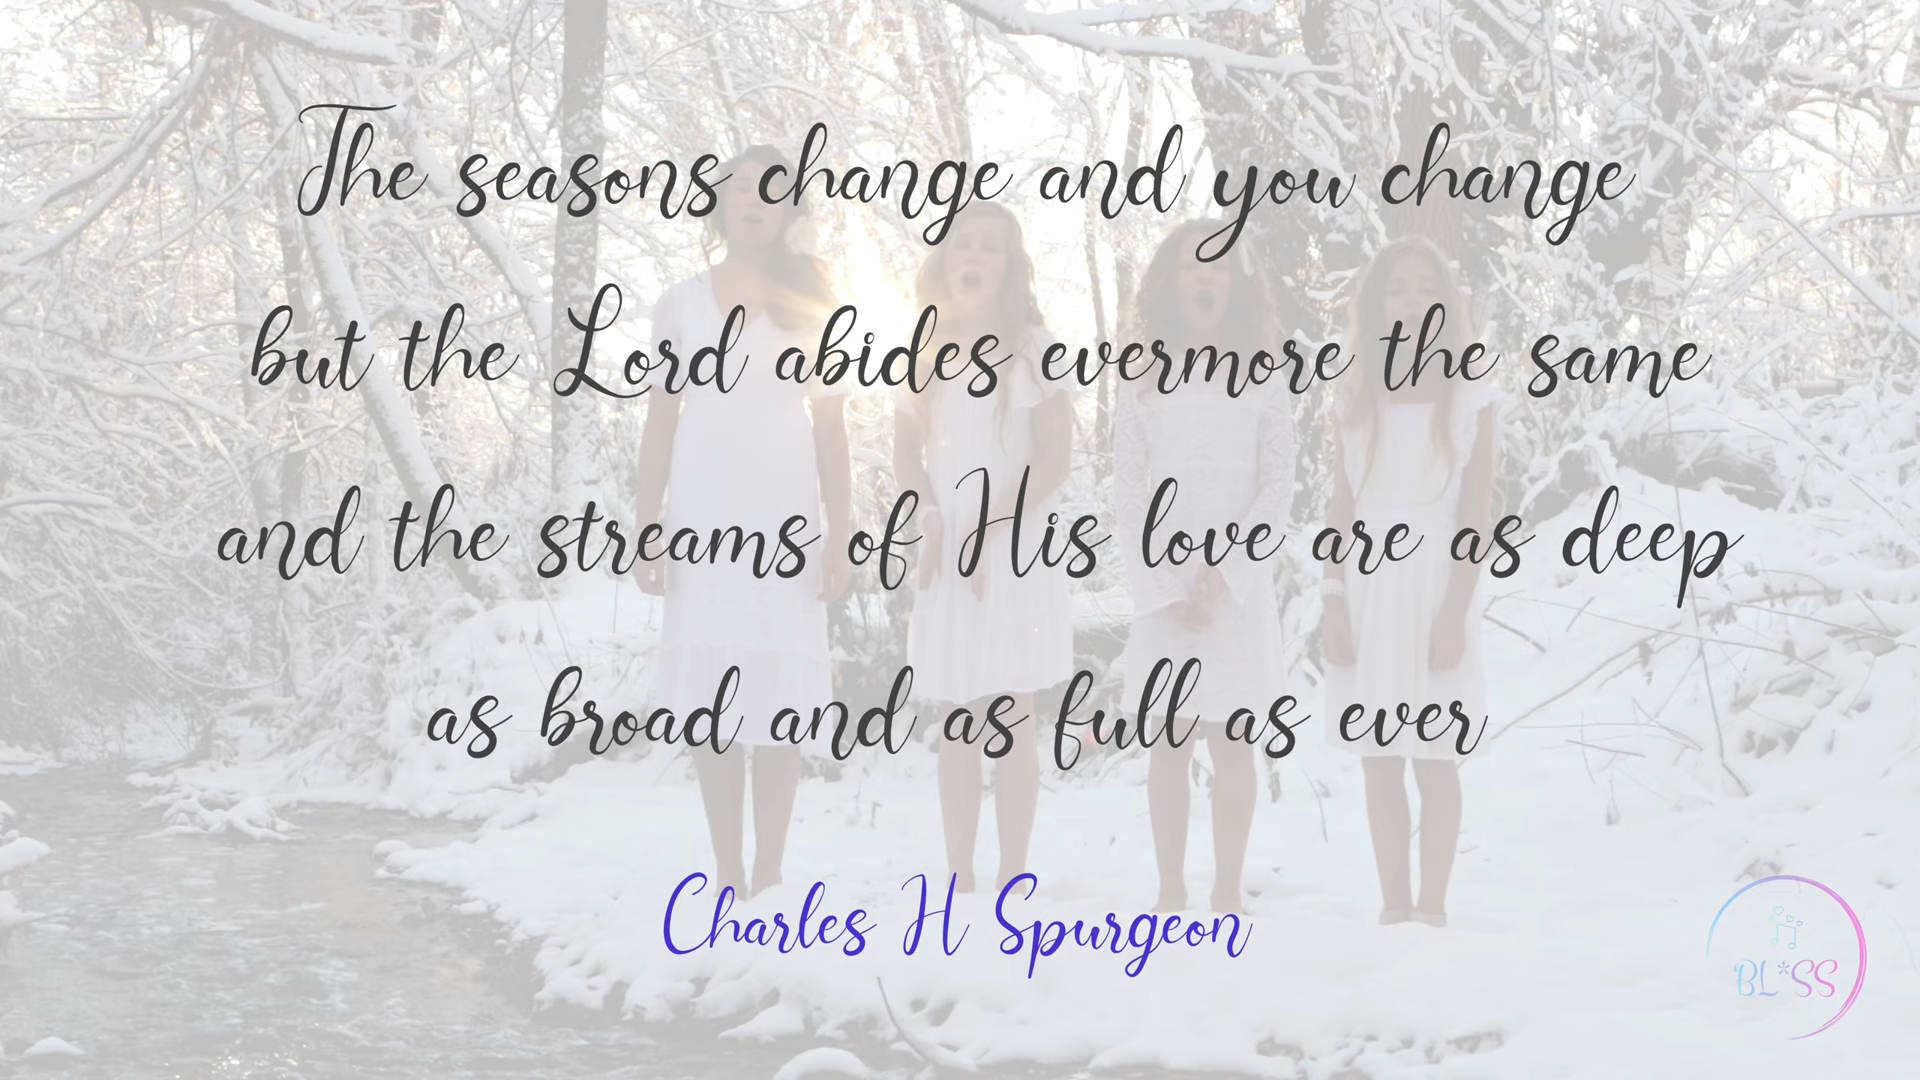 The seasons change and you change
but the Lord abides evermore the same
and the streams of His love are as deep
as broad and as full as ever
Charles H Spurgeon
BL*SS